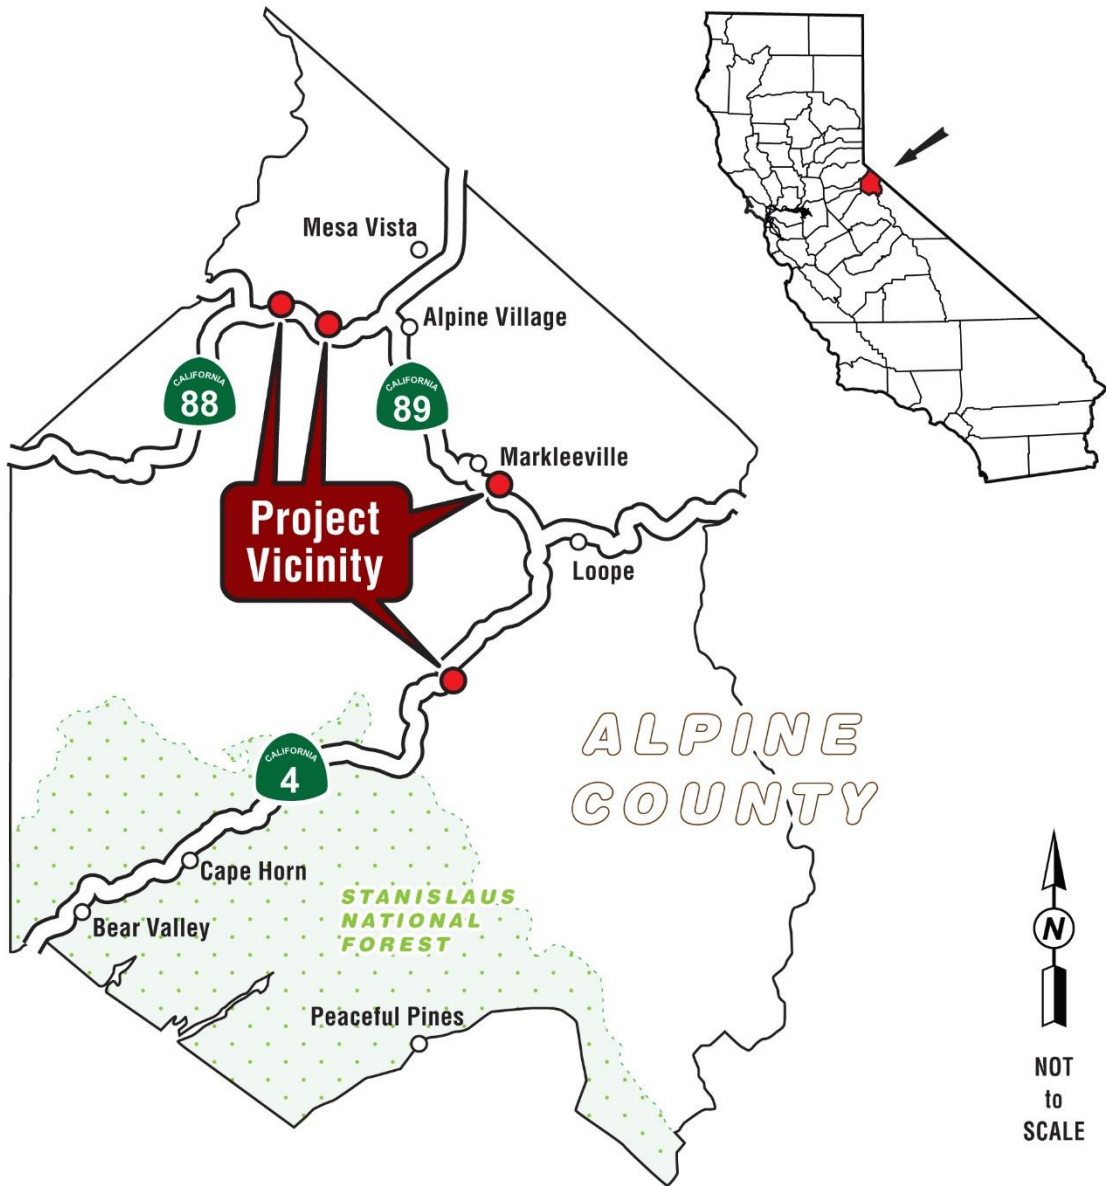 Mesa Vista
Alpine Village
CALIFORNIA
88
CALIFORNIA
89
Markleeville
Project
Vicinity
Loope
ALPINE
COUNTY
CALIFORNIA
4
Cape Horn
STANISLAUS
NATIONAL
FOREST
Bear Valley
Peaceful Pines
N
NOT
to
SCALE